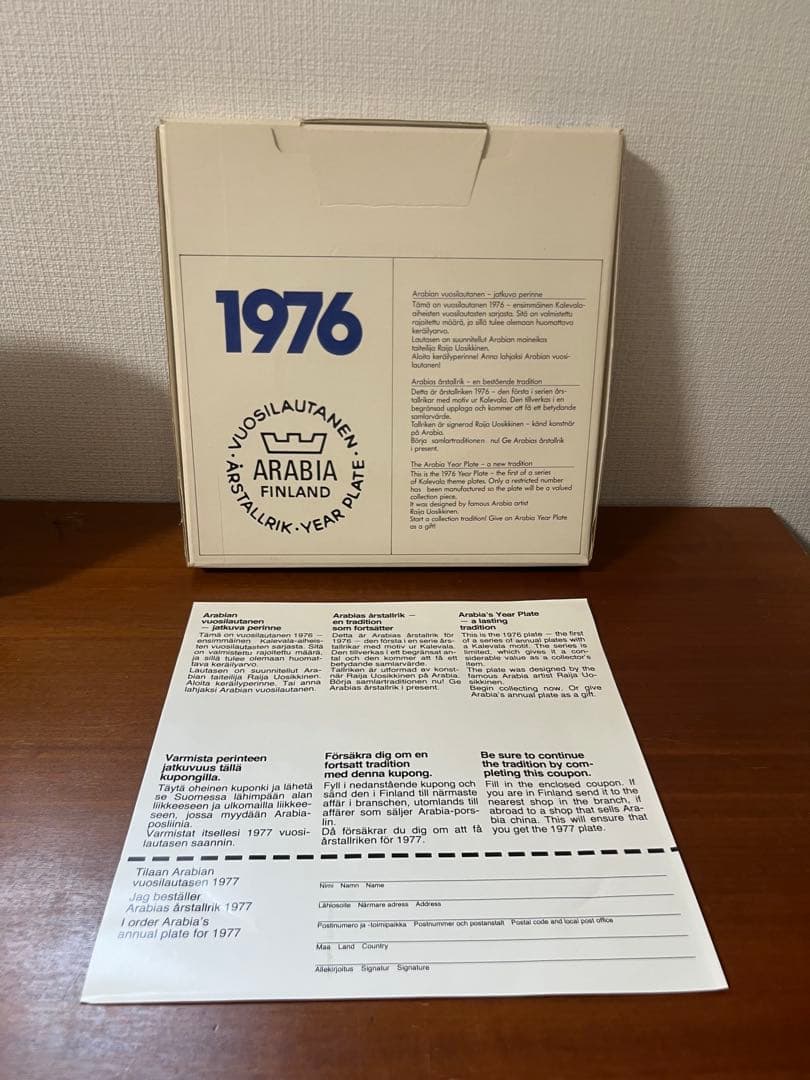 1976
· VUOSILAUTANEN ·
ARABIA
FINLAND
ÅRSTALLRIK · YEAR PLATE
Arabian vuosilautanen – jatkuva perinne
Tämä on vuosilautanen 1976 – ensimmäinen Kalevala-
aiheisten vuosilautasten sarjasta. Sitä on valmistettu
rajoitettu määrä, ja sillä tulee olemaan huomattava
keräilyarvo.
Lautasen on suunnitellut Arabian maineikas
taiteilija Raija Uosikkinen.
Aloita keräilyperinne! Anna lahjaksi Arabian vuosi-
lautanen!
Arabias årstallrik – en bestående tradition
Detta är årstallriken 1976 – den första i serien års-
tallrikar med motiv ur Kalevala. Den tillverkas i en
begränsad upplaga och kommer att få ett betydande
samlarvärde.
Tallriken är signerad Raija Uosikkinen – känd konstnär
på Arabia.
Börja samlartraditionen nu! Ge Arabias årstallrik
i present.
The Arabia Year Plate – a new tradition
This is the 1976 Year Plate – the first of a series
of Kalevala theme plates. Only a restricted number
has been manufactured so the plate will be a valued
collection piece.
It was designed by famous Arabia artist
Raija Uosikkinen.
Start a collection tradition! Give an Arabia Year Plate
as a gift!
Arabian
vuosilautanen
– jatkuva perinne
Tämä on vuosilautanen 1976 –
ensimmäinen Kalevala-aiheis-
ten vuosilautasten sarjasta. Sitä
on valmistettu rajoitettu määrä,
ja sillä tulee olemaan huomat-
tava keräilyarvo.
Lautasen on suunnitellut Ara-
bian taiteilija Raija Uosikkinen.
Aloita keräilyperinne. Tai anna
lahjaksi Arabian vuosilautanen.
Arabias årstallrik –
en tradition
som fortsätter
Detta är Arabias årstallrik för
1976 – den första i en serie års-
tallrikar med motiv ur Kalevala.
Den tillverkas i ett begränsat an-
tal och den kommer att få ett
betydande samlarvärde.
Tallriken är utformad av konst-
när Raija Uosikkinen på Arabia.
Börja samlartraditionen nu! Ge
Arabias årstallrik i present.
Arabia's Year Plate
– a lasting
tradition
This is the 1976 plate – the first
of a series of annual plates with
a Kalevala motif. The series is
limited, which gives it a con-
siderable value as a collector's
item.
The plate was designed by the
famous Arabia artist Raija Uo-
sikkinen.
Begin collecting now. Or give
Arabia's annual plate as a gift.
Varmista perinteen
jatkuvuus tällä
kupongilla.
Täytä oheinen kuponki ja lähetä
se Suomessa lähimpään alan
liikkeeseen ja ulkomailla liikkee-
seen, jossa myydään Arabia-
posliinia.
Varmistat itsellesi 1977 vuosi-
lautasen saannin.
Försäkra dig om en
fortsatt tradition
med denna kupong.
Fyll i nedanstående kupong och
sänd den i Finland till närmaste
affär i branschen, utomlands till
affärer som säljer Arabia-pors-
lin.
Då försäkrar du dig om att få
årstallriken för 1977.
Be sure to continue
the tradition by com-
pleting this coupon.
Fill in the enclosed coupon. If
you are in Finland send it to the
nearest shop in the branch, if
abroad to a shop that sells Ara-
bia china. This will ensure that
you get the 1977 plate.
Tilaan Arabian
vuosilautasen 1977
Jag beställer
Arabias årstallrik 1977
I order Arabia's
annual plate for 1977
Nimi Namn Name
Lähiosoite Närmare adress Address
Postinumero ja -toimipaikka Postnummer och postanstalt Postal code and local post office
Maa Land Country
Allekirjoitus Signatur Signature